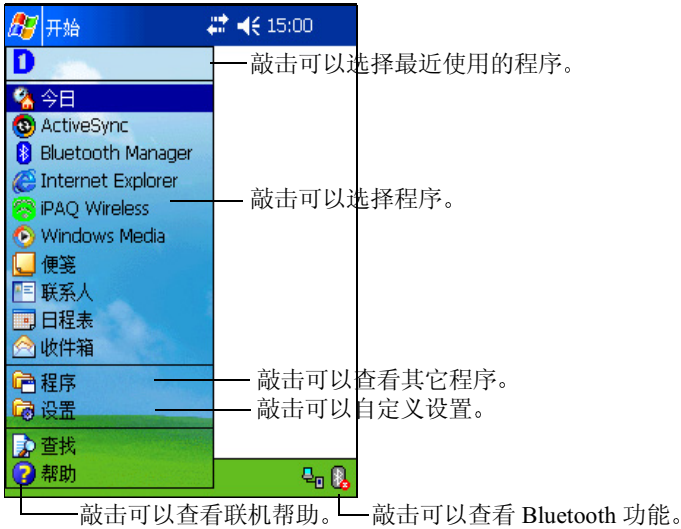 开始 15:00
敲击可以选择最近使用的程序。
今日
ActiveSync
Bluetooth Manager
Internet Explorer
iPAQ Wireless
敲击可以选择程序。
Windows Media
便笺
联系人
日程表
收件箱
程序
敲击可以查看其它程序。
设置
敲击可以自定义设置。
查找
帮助
敲击可以查看联机帮助。
敲击可以查看 Bluetooth 功能。